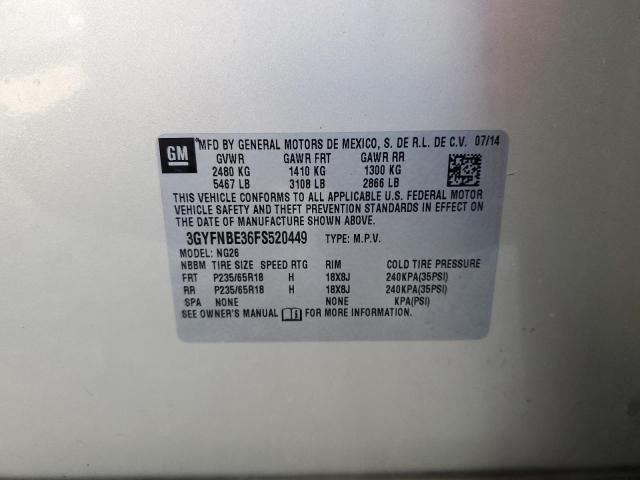 GM
MFD BY GENERAL MOTORS DE MEXICO, S. DE R.L. DE C.V. 07/14
GVWR GAWR FRT GAWR RR
2480 KG 1410 KG 1300 KG
5467 LB 3108 LB 2866 LB
THIS VEHICLE CONFORMS TO ALL APPLICABLE U.S. FEDERAL MOTOR
VEHICLE SAFETY AND THEFT PREVENTION STANDARDS IN EFFECT ON
THE DATE OF MANUFACTURE SHOWN ABOVE.
3GYFNBE36FS520449 TYPE: M.P.V.
MODEL: NG26
NBBM TIRE SIZE SPEED RTG RIM COLD TIRE PRESSURE
FRT P235/65R18 H 18X8J 240KPA(35PSI)
RR P235/65R18 H 18X8J 240KPA(35PSI)
SPA NONE NONE KPA(PSI)
SEE OWNER'S MANUAL FOR MORE INFORMATION.